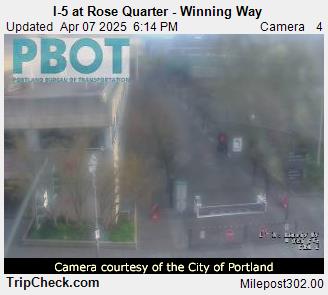 I-5 at Rose Quarter - Winning Way
Updated Apr 07 2025 6:14 PM Camera 4
PBOT
PORTLAND BUREAU OF TRANSPORTATION
Camera courtesy of the City of Portland
TripCheck.com Milepost302.00